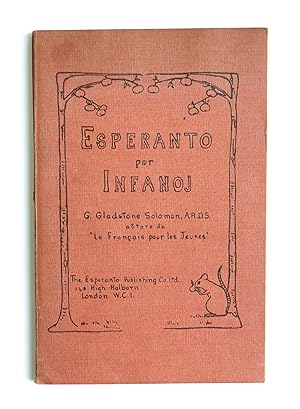 ESPERANTO
por
INFANOJ
G. Gladstone Solomon, A.R.D.S.
aŭtoro de
"Le Français pour les Jeunes"
The Esperanto Publishing Co. Ltd.
142 High Holborn
London W.C.1.